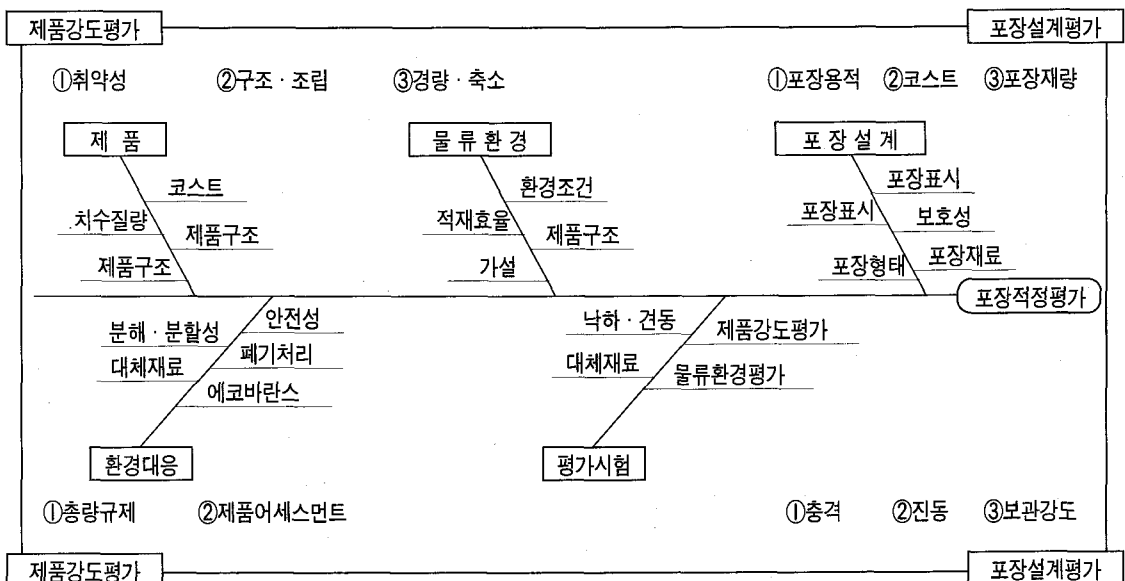 제품강도평가 포장설계평가
①취약성 ②구조·조립 ③경량·축소 ①포장용적 ②코스트 ③포장재량
제 품 물 류 환 경 포 장 설 계
코스트 환경조건 포장표시
치수질량 적재효율 포장표시 보호성
제품구조 제품구조
제품구조 가설 포장형태 포장재료
포장적정평가
분해·분할성 안전성 낙하·견동 제품강도평가
대체재료 폐기처리 대체재료 물류환경평가
에코바란스
환경대응 평가시험
①총량규제 ②제품어세스먼트 ①충격 ②진동 ③보관강도
제품강도평가 포장설계평가